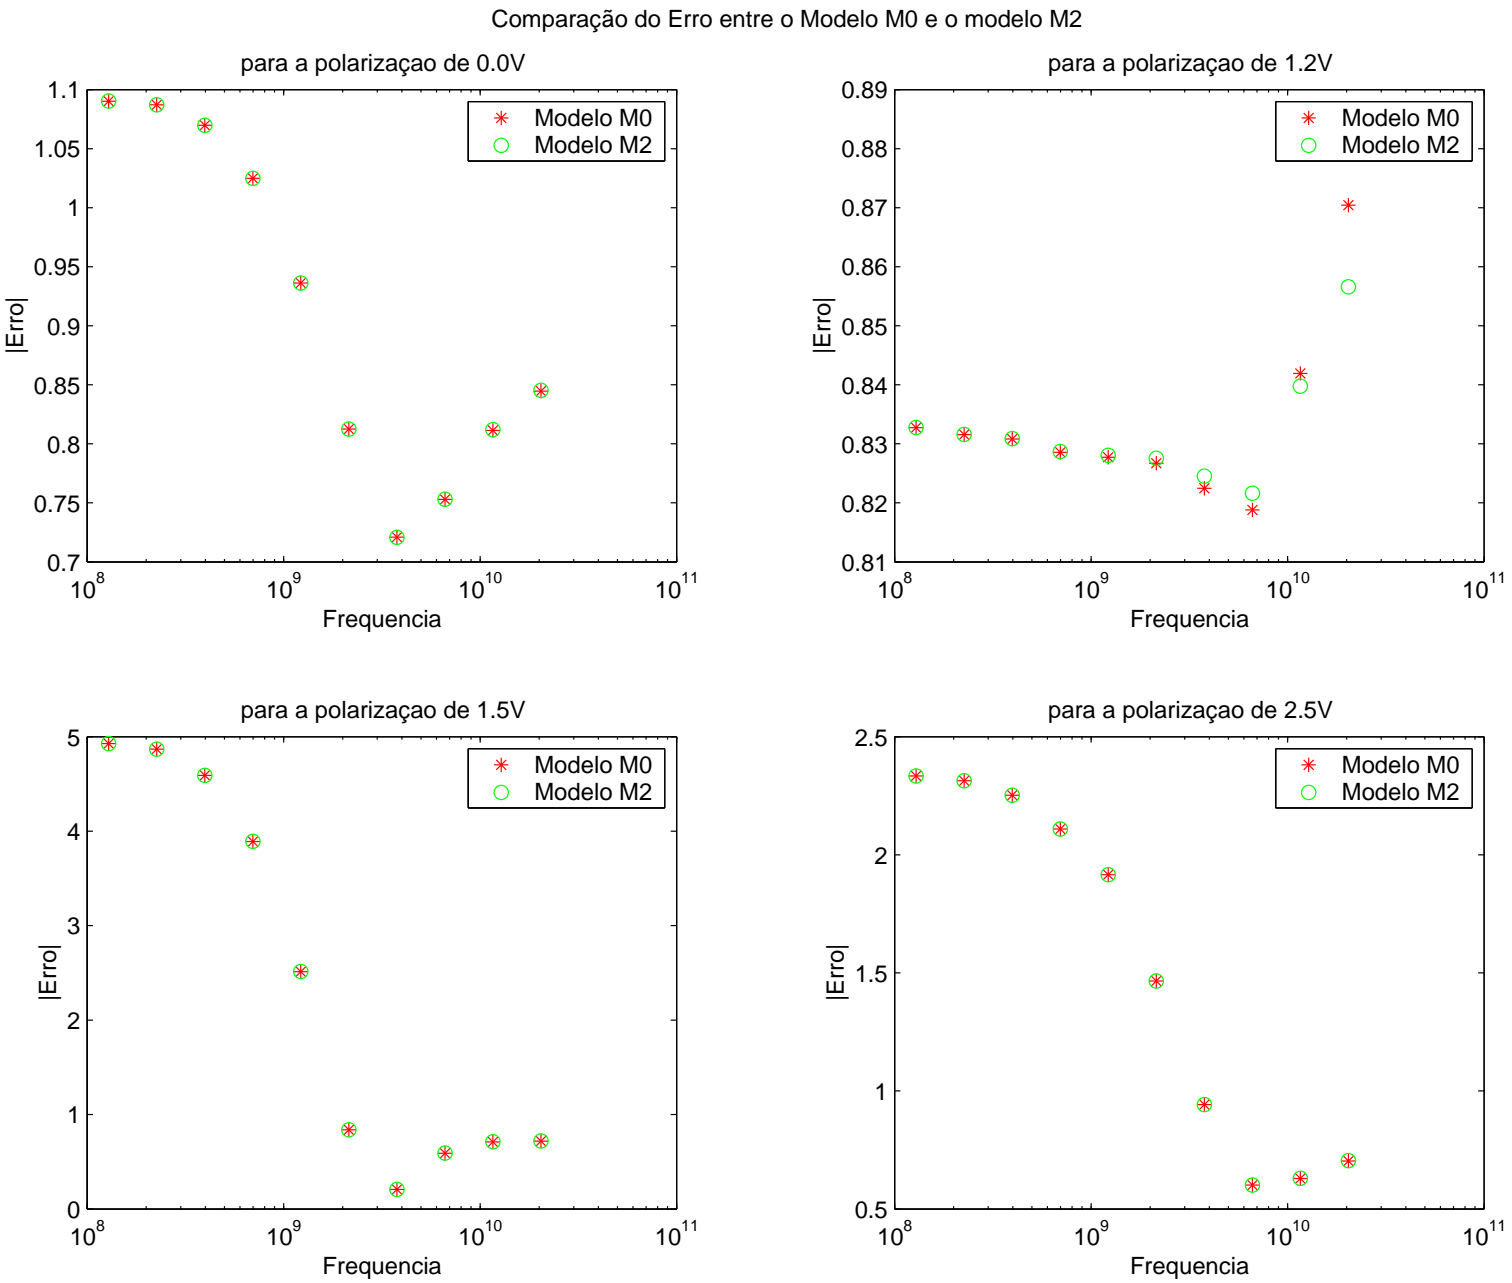 Comparação do Erro entre o Modelo M0 e o modelo M2
para a polarizaçao de 0.0V
1.1
1.05
1
0.95
0.9
0.85
0.8
0.75
0.7
|Erro|
Modelo M0
Modelo M2
10^8
10^9
10^10
10^11
Frequencia
para a polarizaçao de 1.2V
0.89
0.88
0.87
0.86
0.85
0.84
0.83
0.82
0.81
|Erro|
Modelo M0
Modelo M2
10^8
10^9
10^10
10^11
Frequencia
para a polarizaçao de 1.5V
5
4
3
2
1
0
|Erro|
Modelo M0
Modelo M2
10^8
10^9
10^10
10^11
Frequencia
para a polarizaçao de 2.5V
2.5
2
1.5
1
0.5
|Erro|
Modelo M0
Modelo M2
10^8
10^9
10^10
10^11
Frequencia